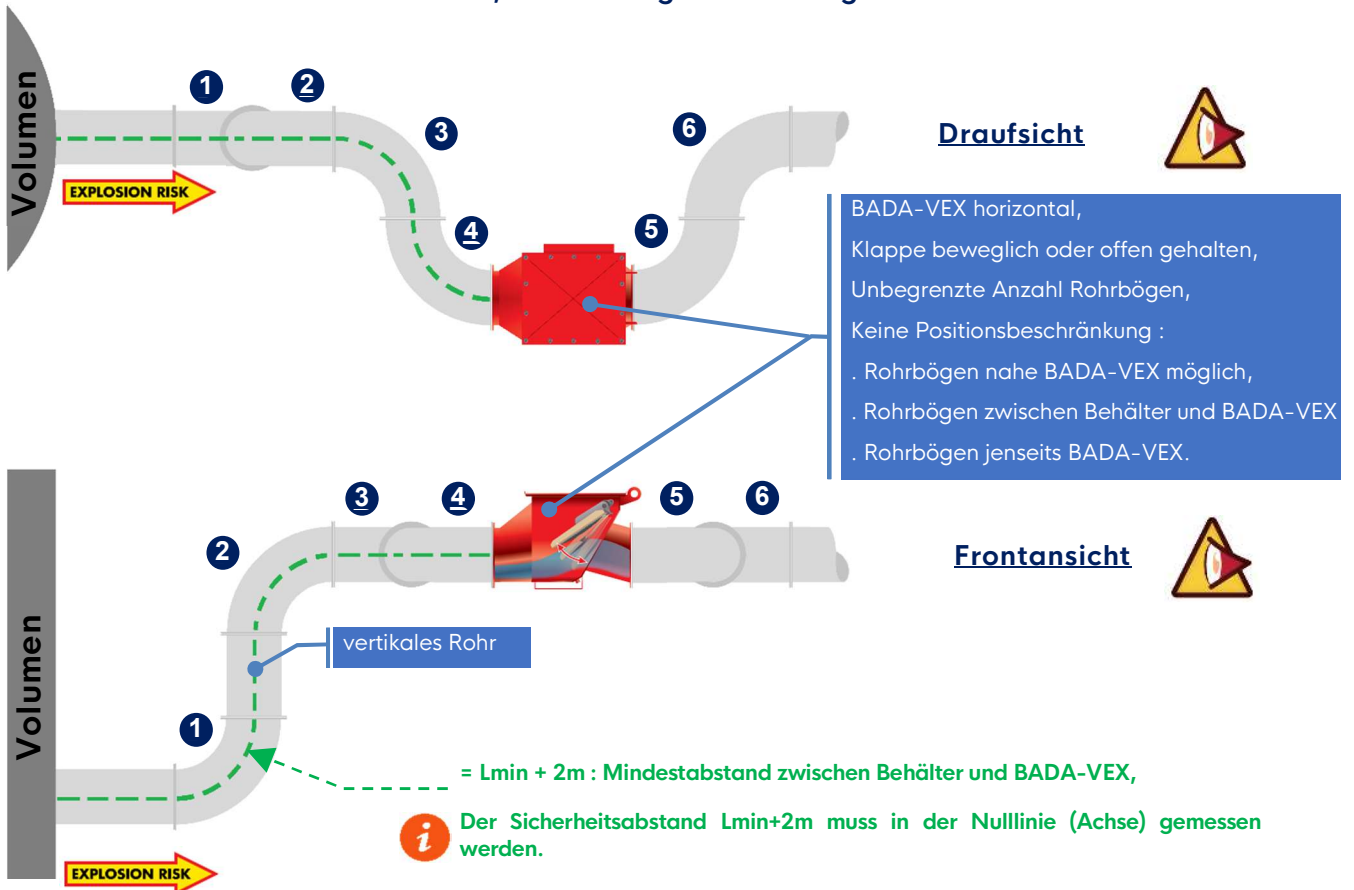 Volumen
1
2
3
6
EXPLOSION RISK
4
5
Draufsicht
BADA-VEX horizontal,
Klappe beweglich oder offen gehalten,
Unbegrenzte Anzahl Rohrbögen,
Keine Positionsbeschränkung :
. Rohrbögen nahe BADA-VEX möglich,
. Rohrbögen zwischen Behälter und BADA-VEX
. Rohrbögen jenseits BADA-VEX.
Volumen
3
4
5
6
2
Frontansicht
vertikales Rohr
1
= Lmin + 2m : Mindestabstand zwischen Behälter und BADA-VEX,
i
Der Sicherheitsabstand Lmin+2m muss in der Nulllinie (Achse) gemessen
werden.
EXPLOSION RISK